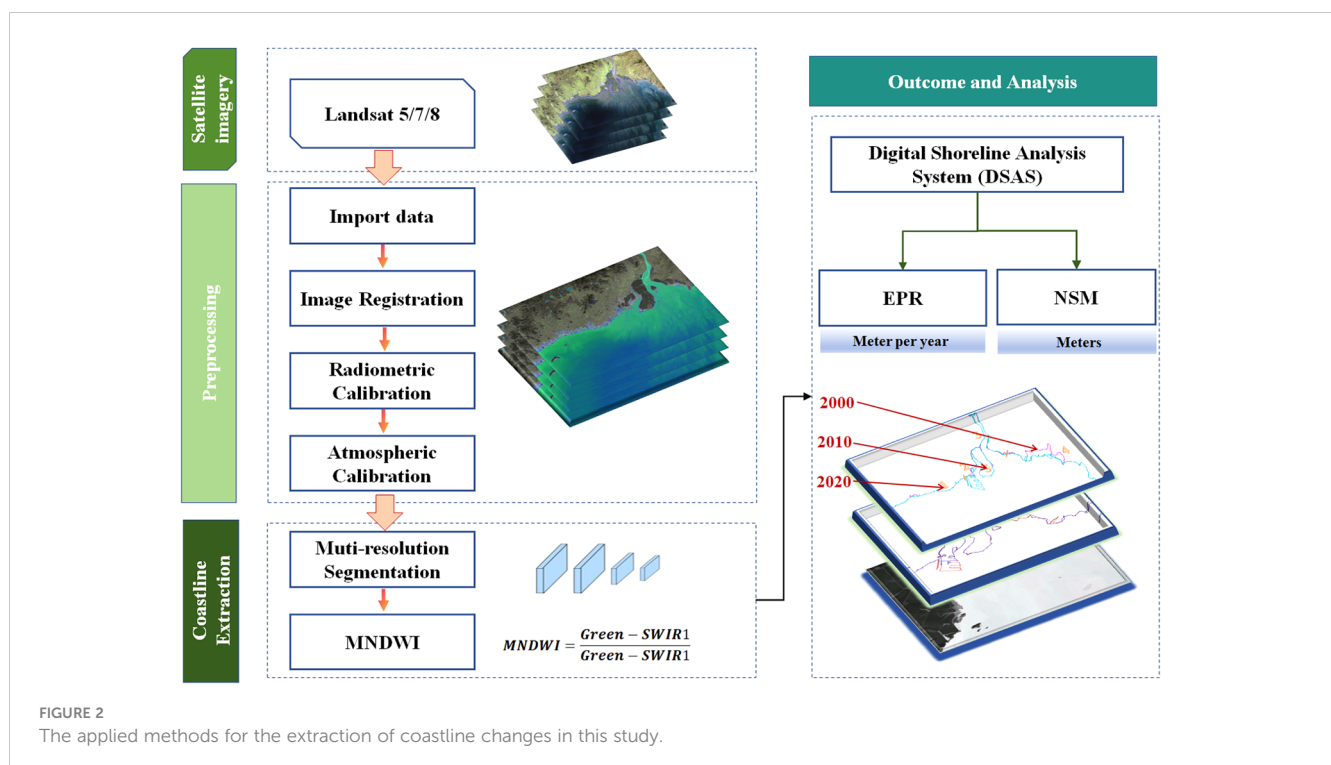 Satellite
imagery
Landsat 5/7/8
Preprocessing
Import data
Image Registration
Radiometric
Calibration
Atmospheric
Calibration
Coastline
Extraction
Muti-resolution
Segmentation
MNDWI
MNDWI = Green − SWIR1
Green − SWIR1
Outcome and Analysis
Digital Shoreline Analysis
System (DSAS)
EPR
NSM
Meter per year
Meters
2000
2010
2020
FIGURE 2
The applied methods for the extraction of coastline changes in this study.